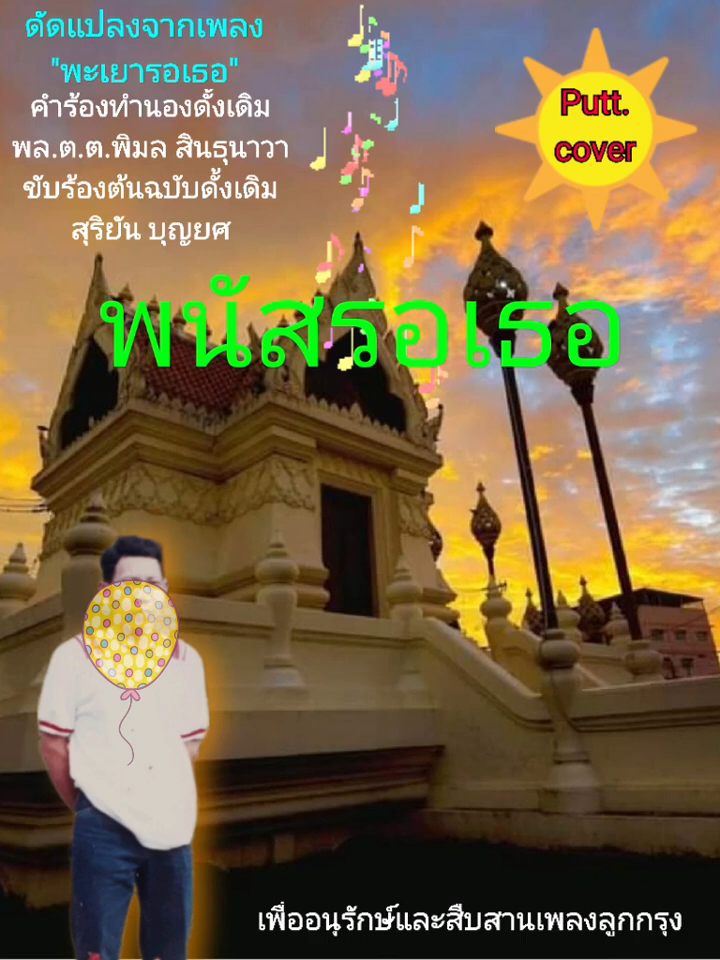 ดัดแปลงจากเพลง
"พะเยารอเธอ"
คำร้องทำนองดั้งเดิม
พล.ต.ต.พิมล สินธุนาวา
ขับร้องต้นฉบับดั้งเดิม
สุริยัน บุญยศ
Putt.
cover
พนัสรอเธอ
เพื่ออนุรักษ์และสืบสานเพลงลูกกรุง